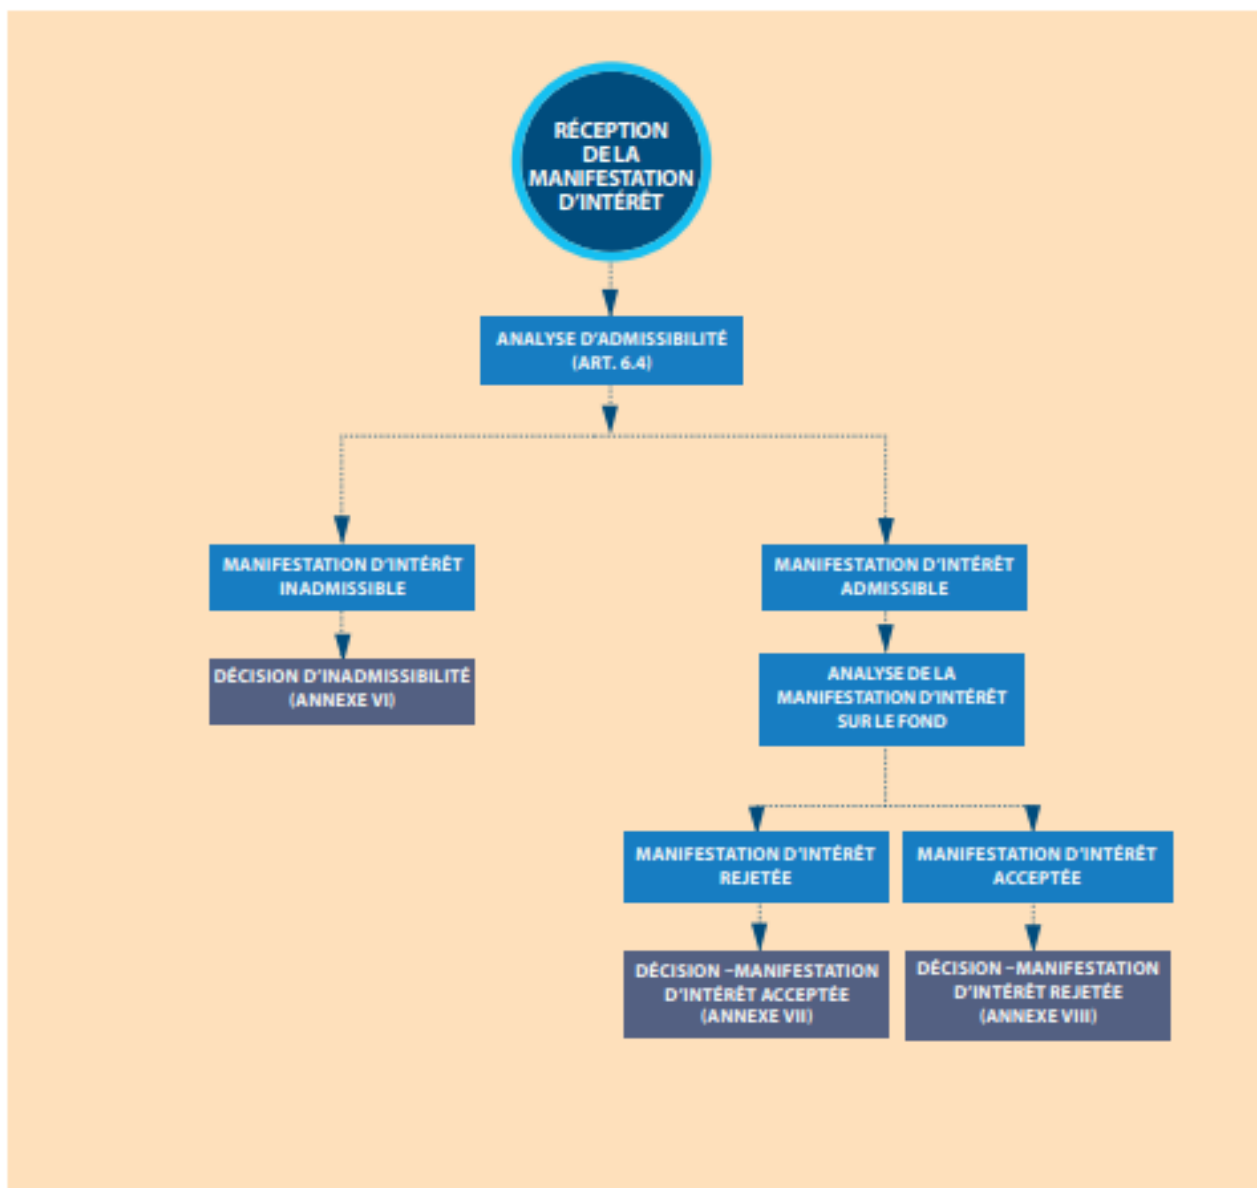 RÉCEPTION
DE LA
MANIFESTATION
D'INTÉRÊT
ANALYSE D'ADMISSIBILITÉ
(ART. 6.4)
MANIFESTATION D'INTÉRÊT
INADMISSIBLE
DÉCISION D'INADMISSIBILITÉ
(ANNEXE VI)
MANIFESTATION D'INTÉRÊT
ADMISSIBLE
ANALYSE DE LA
MANIFESTATION D'INTÉRÊT
SUR LE FOND
MANIFESTATION D'INTÉRÊT
REJETÉE
DÉCISION –MANIFESTATION
D'INTÉRÊT ACCEPTÉE
(ANNEXE VII)
MANIFESTATION D'INTÉRÊT
ACCEPTÉE
DÉCISION –MANIFESTATION
D'INTÉRÊT REJETÉE
(ANNEXE VIII)